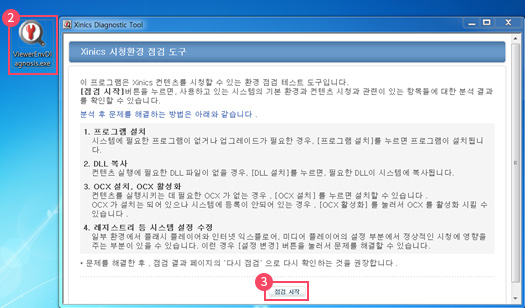 2
ViewerEnvDi
agnosis.exe
Xinics Diagnostic Tool
Xinics 시청환경 점검 도구
이 프로그램은 Xinics 컨텐츠를 시청할 수 있는 환경 점검 테스트 도구입니다.
[점검 시작]버튼을 누르면, 사용하고 있는 시스템의 기본 환경과 컨텐츠 시청과 관련이 있는 항목들에 대한 분석 결과
를 확인할 수 있습니다.
분석 후 문제를 해결하는 방법은 아래와 같습니다 .
1. 프로그램 설치
시스템에 필요한 프로그램이 없거나 업그레이드가 필요한 경우, [프로그램 설치]를 누르면 프로그램이 설치됩니
다.
2. DLL 복사
컨텐츠 실행에 필요한 DLL 파일이 없을 경우, [DLL 설치]를 누르면, 필요한 DLL이 시스템에 복사됩니다.
3. OCX 설치, OCX 활성화
컨텐츠를 실행시키는 데 필요한 OCX 가 없는 경우 , [OCX 설치] 를 누르면 설치할 수 있습니다 .
OCX 가 설치는 되어 있으나 시스템에 등록이 안되어 있는 경우 , [OCX 활성화] 를 눌러서 OCX 를 활성화 시킬 수
있습니다 .
4. 레지스트리 등 시스템 설정 수정
일부 환경에서 플래시 플레이어와 인터넷 익스플로어, 미디어 플레이어의 설정 부분에서 정상적인 시청에 영향을
주는 부분이 있을 수 있습니다. 이런 경우 [설정 변경] 버튼을 눌러서 문제를 해결할 수 있습니다.
* 문제를 해결한 후 , 점검 결과 페이지의 '다시 점검' 으로 다시 확인하는 것을 권장합니다 .
3
점검 시작